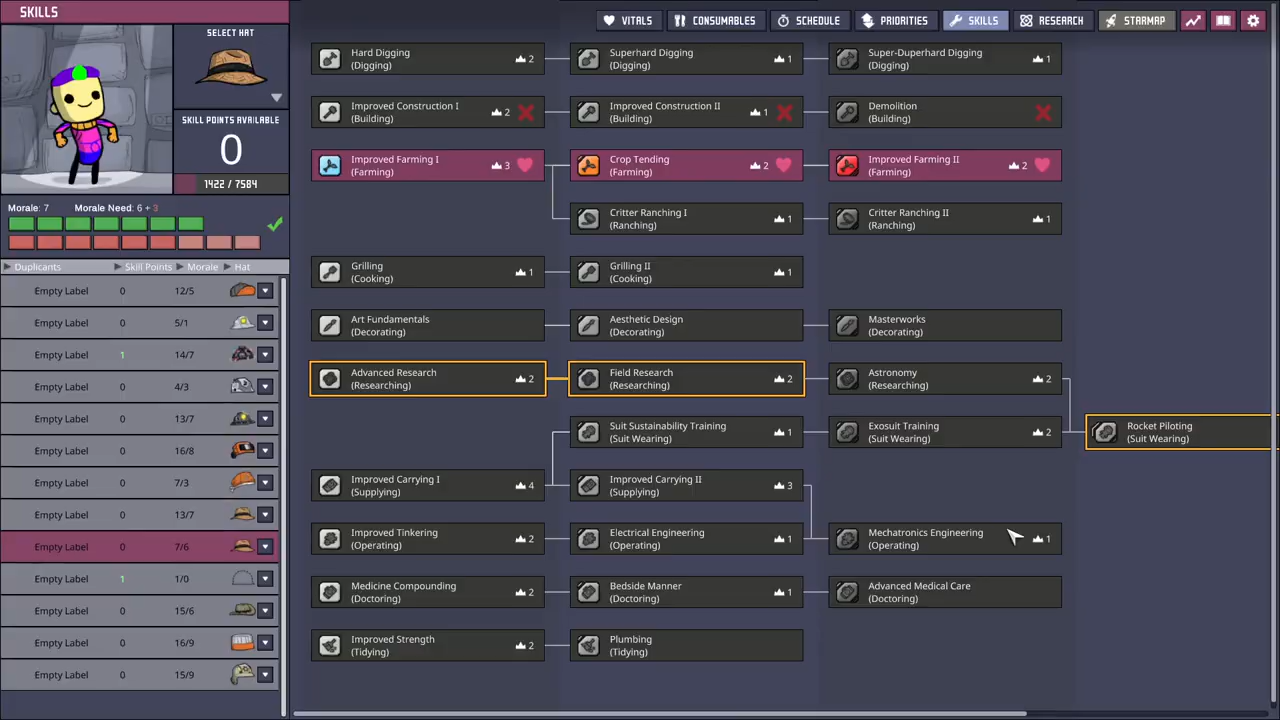 SKILLS
VITALS
CONSUMABLES
SCHEDULE
PRIORITIES
SKILLS
RESEARCH
STARMAP
SELECT HAT
SKILL POINTS
AVAILABLE
0
1422 / 7584
Morale: 7 Morale Need: 6 + 3
Duplicants Skill Points Morale Hat
Empty Label 0 12/5
Empty Label 0 5/1
Empty Label 1 14/7
Empty Label 0 4/3
Empty Label 0 13/7
Empty Label 0 16/8
Empty Label 0 7/3
Empty Label 0 13/7
Empty Label 0 7/6
Empty Label 1 1/0
Empty Label 0 15/6
Empty Label 0 16/9
Empty Label 0 15/9
Hard Digging
(Digging)
2
Superhard Digging
(Digging)
1
Super-Duperhard Digging
(Digging)
1
Improved Construction I
(Building)
2
Improved Construction II
(Building)
1
Demolition
(Building)
Improved Farming I
(Farming)
3
Crop Tending
(Farming)
2
Improved Farming II
(Farming)
2
Critter Ranching I
(Ranching)
1
Critter Ranching II
(Ranching)
1
Grilling
(Cooking)
1
Grilling II
(Cooking)
1
Art Fundamentals
(Decorating)
Aesthetic Design
(Decorating)
Masterworks
(Decorating)
Advanced Research
(Researching)
2
Field Research
(Researching)
2
Astronomy
(Researching)
2
Suit Sustainability Training
(Suit Wearing)
1
Exosuit Training
(Suit Wearing)
2
Rocket Piloting
(Suit Wearing)
Improved Carrying I
(Supplying)
4
Improved Carrying II
(Supplying)
3
Improved Tinkering
(Operating)
2
Electrical Engineering
(Operating)
1
Mechatronics Engineering
(Operating)
1
Medicine Compounding
(Doctoring)
2
Bedside Manner
(Doctoring)
1
Advanced Medical Care
(Doctoring)
Improved Strength
(Tidying)
2
Plumbing
(Tidying)